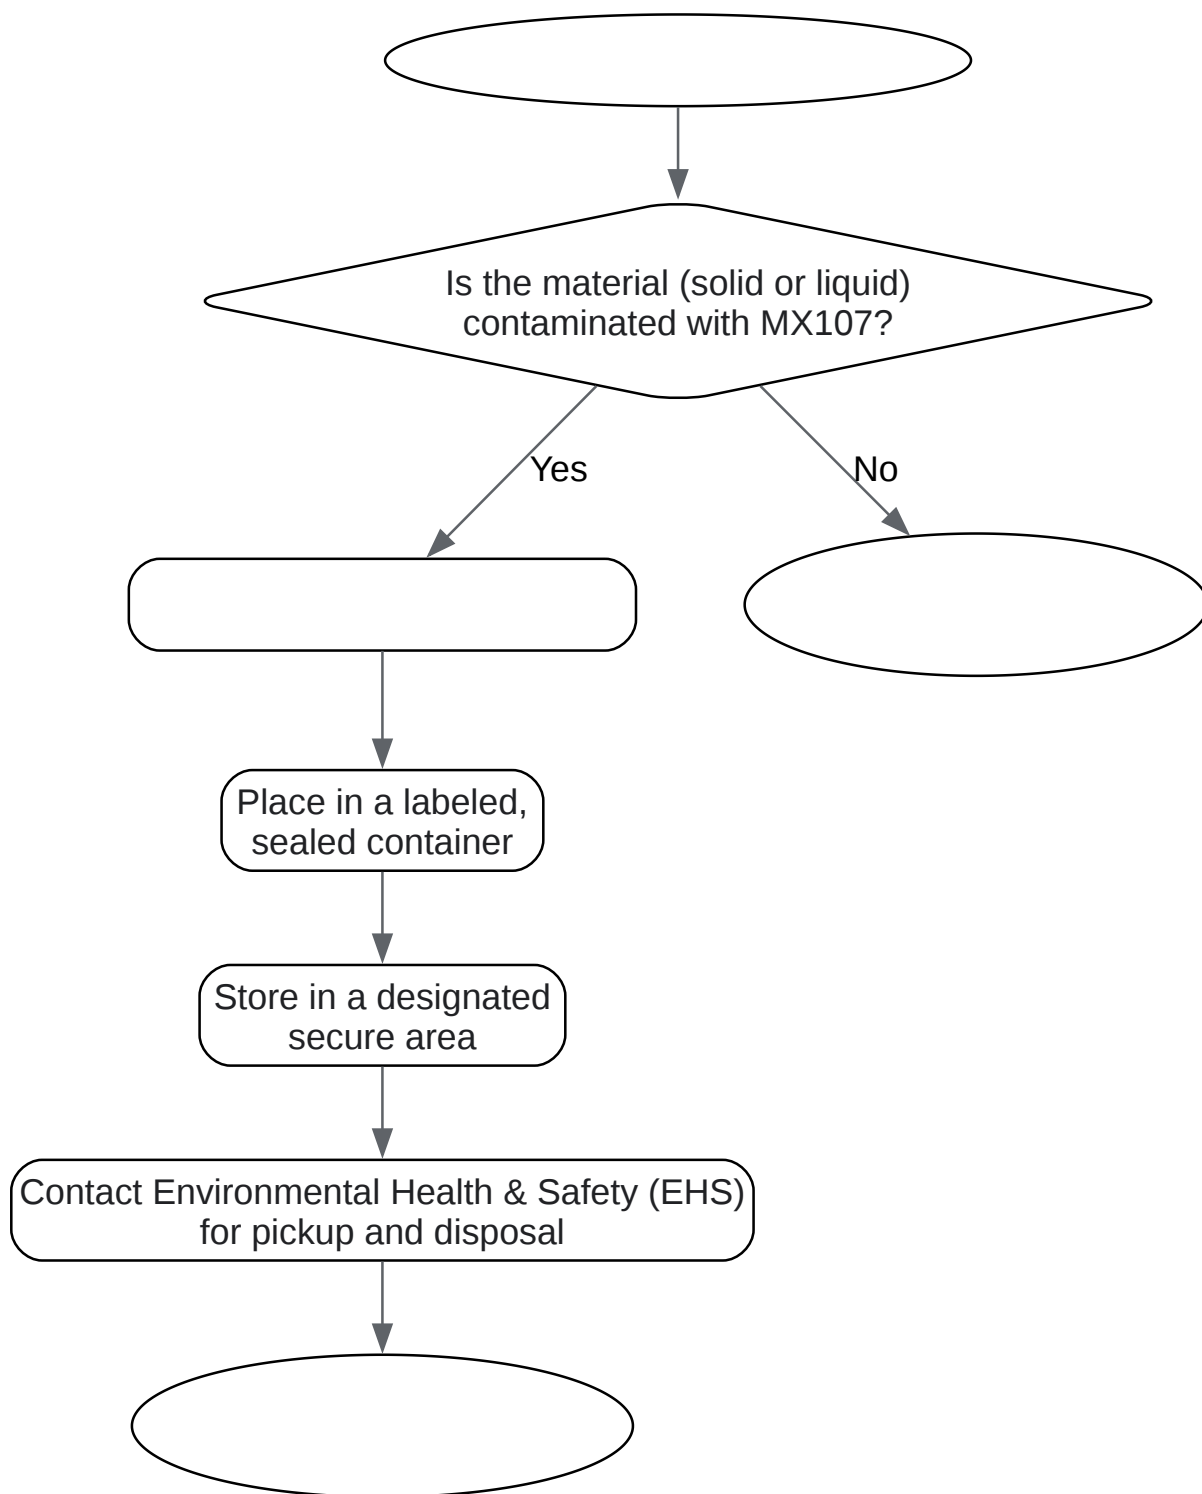 Is the material (solid or liquid)
contaminated with MX107?
Yes
No
Place in a labeled,
sealed container
Store in a designated
secure area
Contact Environmental Health & Safety (EHS)
for pickup and disposal